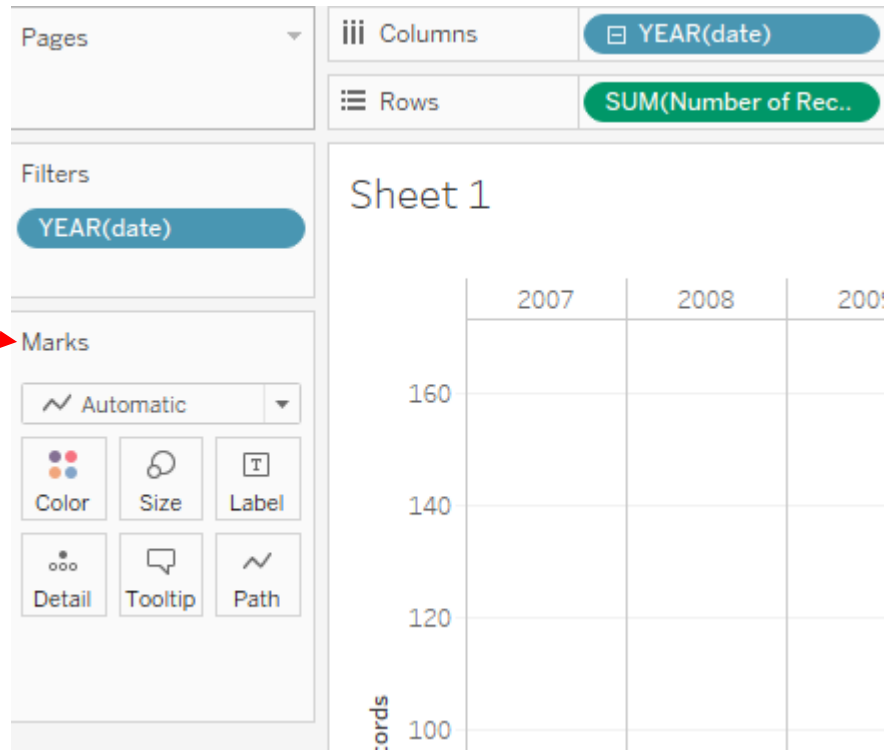 Pages
Columns
YEAR(date)
Rows
SUM(Number of Rec..
Filters
YEAR(date)
Sheet 1
2007 2008
Marks
Automatic
Color Size Label
Detail Tooltip Path
160
140
120
100